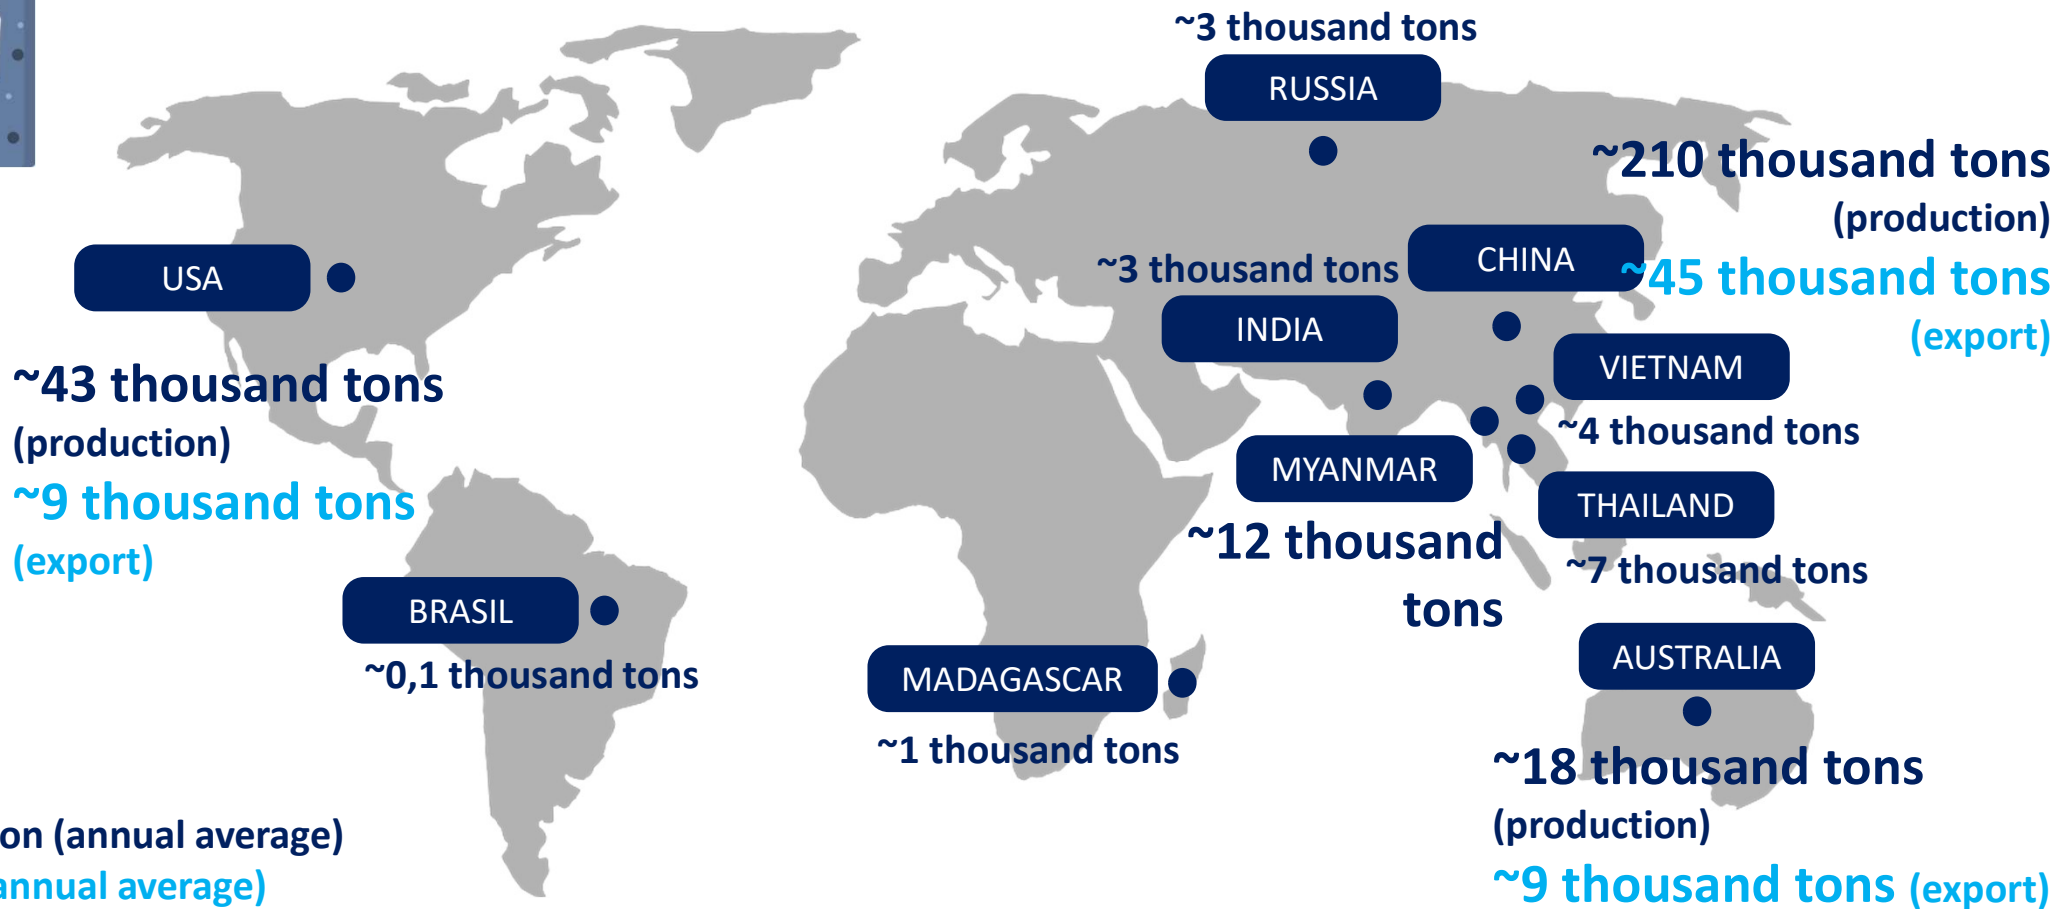 ~3 thousand tons
RUSSIA
~210 thousand tons
(production)
~45 thousand tons
(export)
CHINA
~3 thousand tons
INDIA
USA
~43 thousand tons
(production)
~9 thousand tons
(export)
VIETNAM
~4 thousand tons
MYANMAR
~12 thousand
tons
THAILAND
~7 thousand tons
BRASIL
~0,1 thousand tons
MADAGASCAR
~1 thousand tons
AUSTRALIA
~18 thousand tons
(production)
~9 thousand tons (export)
on (annual average)
annual average)